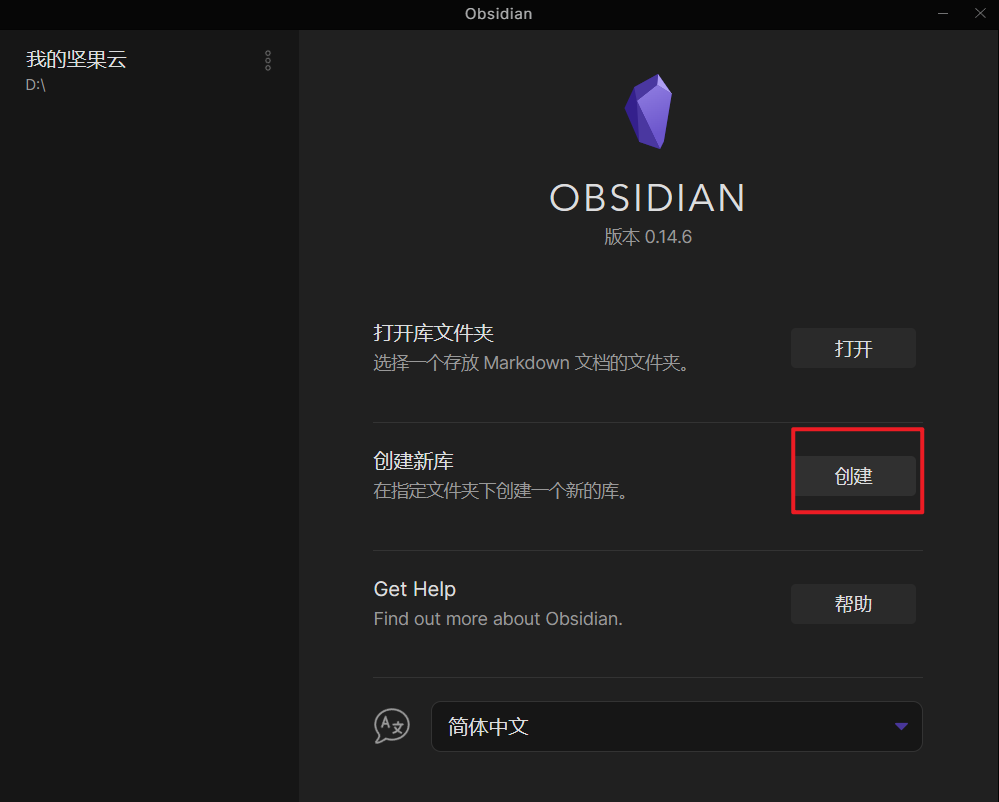 Obsidian
我的坚果云
D:\
OBSIDIAN
版本 0.14.6
打开库文件夹
选择一个存放 Markdown 文档的文件夹。
打开
创建新库
在指定文件夹下创建一个新的库。
创建
Get Help
Find out more about Obsidian.
帮助
A文
简体中文